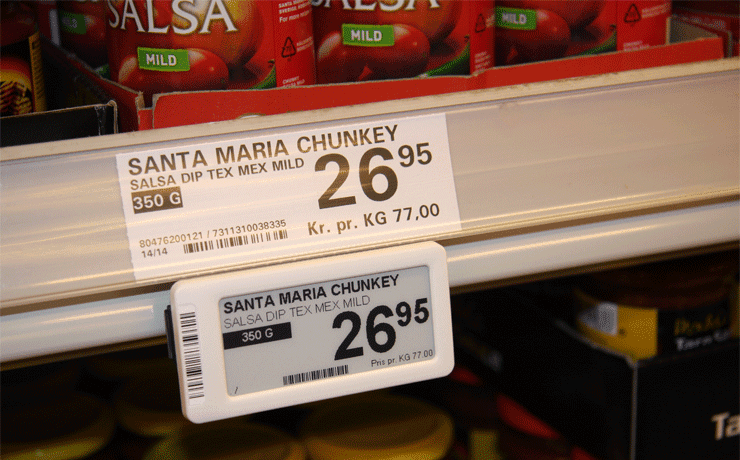 SALSA
MILD
SALSA
MILD
MILD
SANTA MARIA CHUNKEY
SALSA DIP TEX MEX MILD
350 G
26 95
80476200121 / 7311310038335
14/14
Kr. pr. KG 77,00
SANTA MARIA CHUNKEY
SALSA DIP TEX MEX MILD
350 G
26 95
Pris pr. KG 77.00
/
Ta